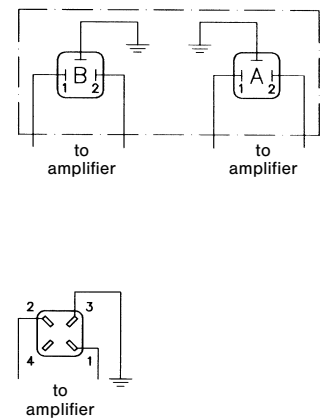 B A
1 2 1 2
to to
amplifier amplifier
2 3
4 1
to
amplifier